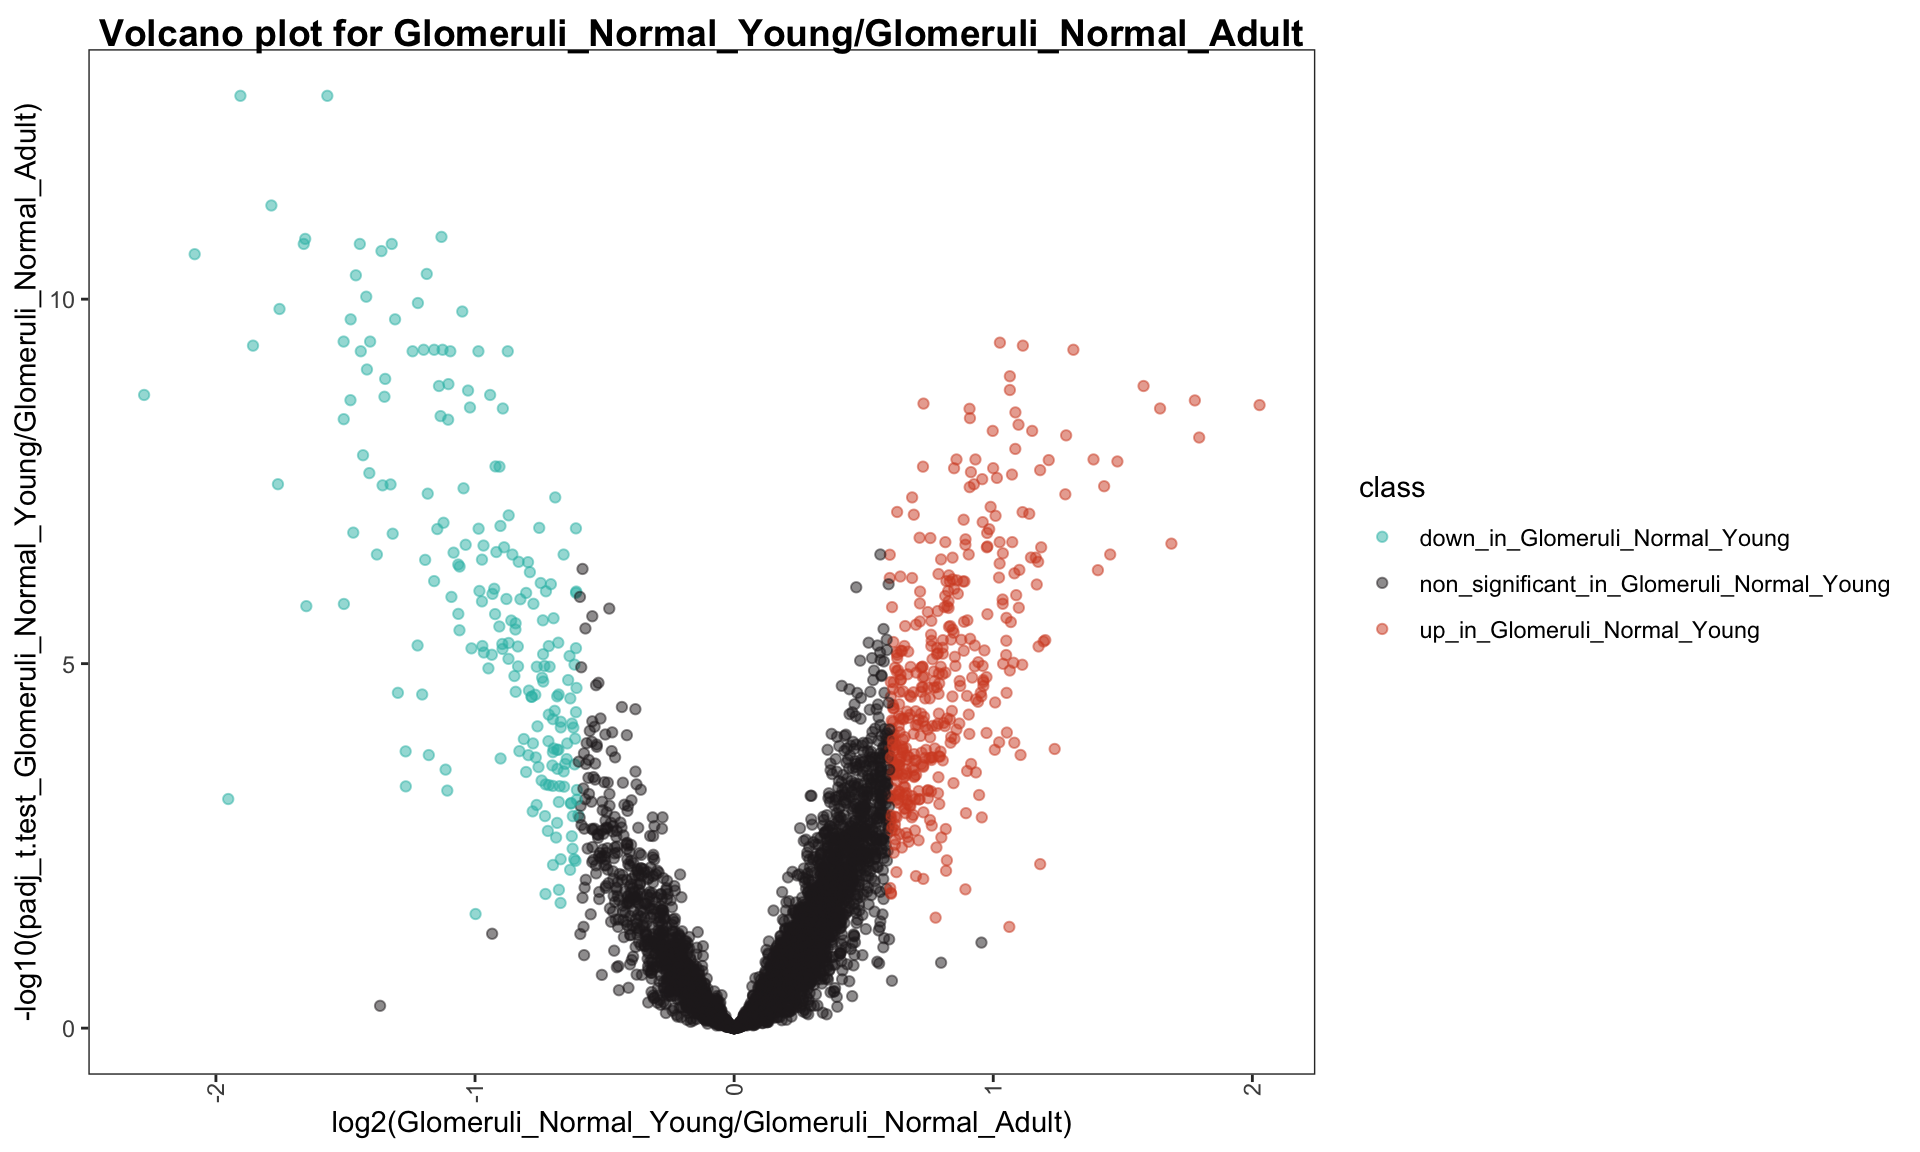 Volcano plot for Glomeruli_Normal_Young/Glomeruli_Normal_Adult
-log10(padj_t.test_Glomeruli_Normal_Young/Glomeruli_Normal_Adult)
10
5
0
-2
-1
0
1
2
log2(Glomeruli_Normal_Young/Glomeruli_Normal_Adult)
class
down_in_Glomeruli_Normal_Young
non_significant_in_Glomeruli_Normal_Young
up_in_Glomeruli_Normal_Young